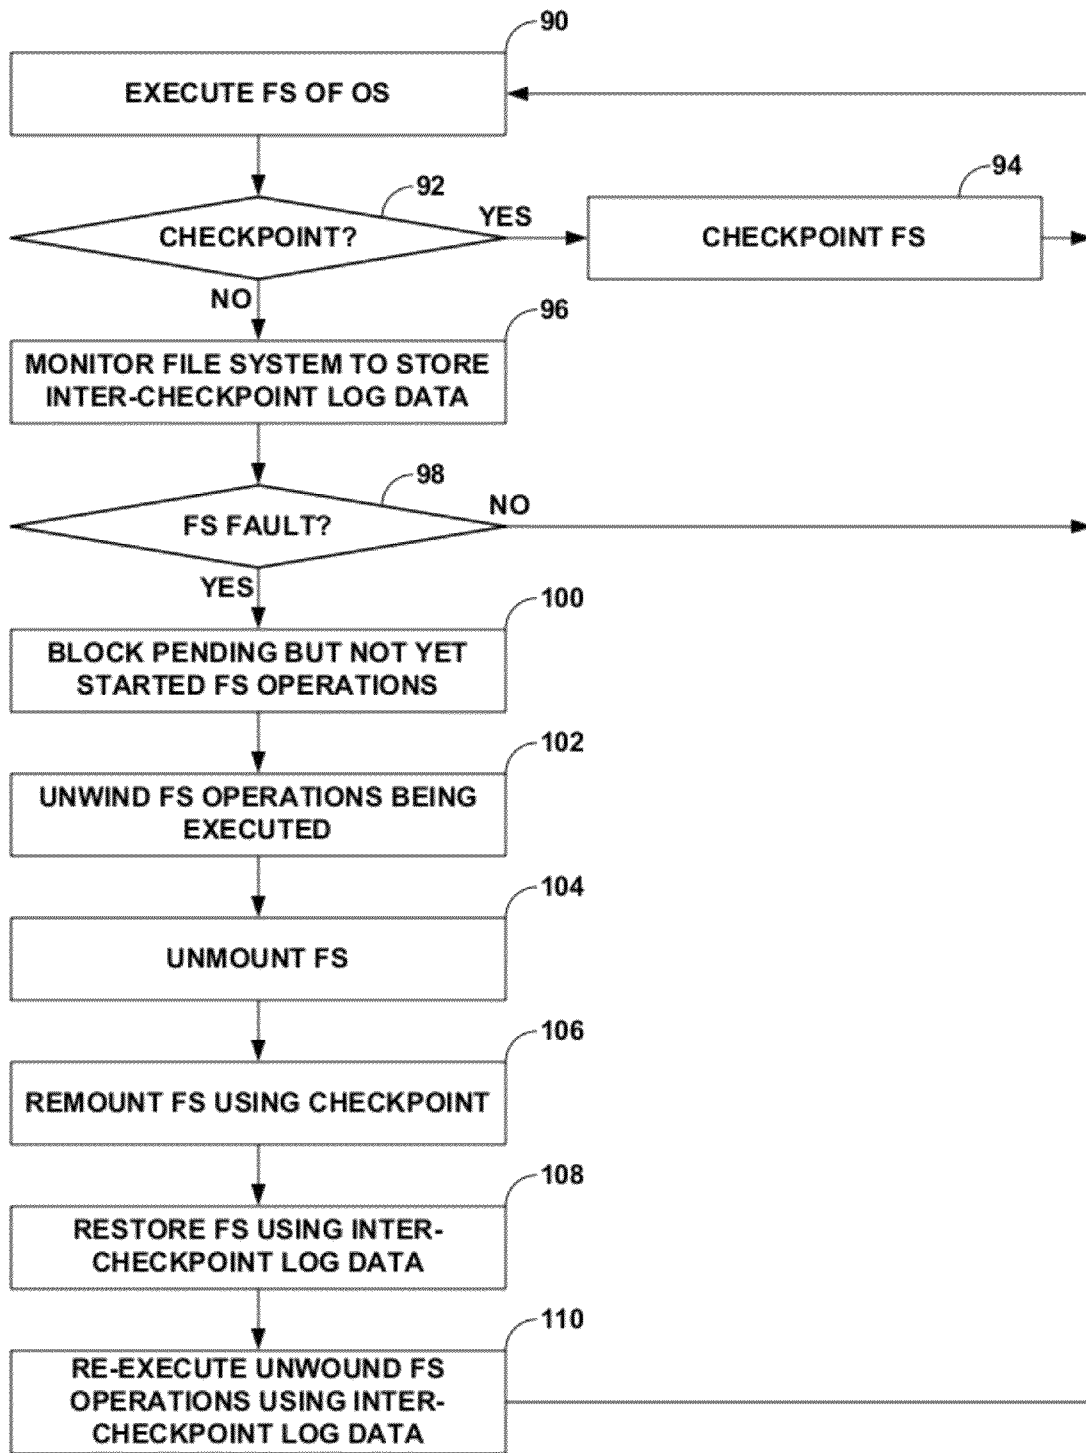 90
EXECUTE FS OF OS
92
CHECKPOINT?
YES
94
CHECKPOINT FS
NO
96
MONITOR FILE SYSTEM TO STORE
INTER-CHECKPOINT LOG DATA
98
FS FAULT?
NO
YES
100
BLOCK PENDING BUT NOT YET
STARTED FS OPERATIONS
102
UNWIND FS OPERATIONS BEING
EXECUTED
104
UNMOUNT FS
106
REMOUNT FS USING CHECKPOINT
108
RESTORE FS USING INTER-
CHECKPOINT LOG DATA
110
RE-EXECUTE UNWOUND FS
OPERATIONS USING INTER-
CHECKPOINT LOG DATA